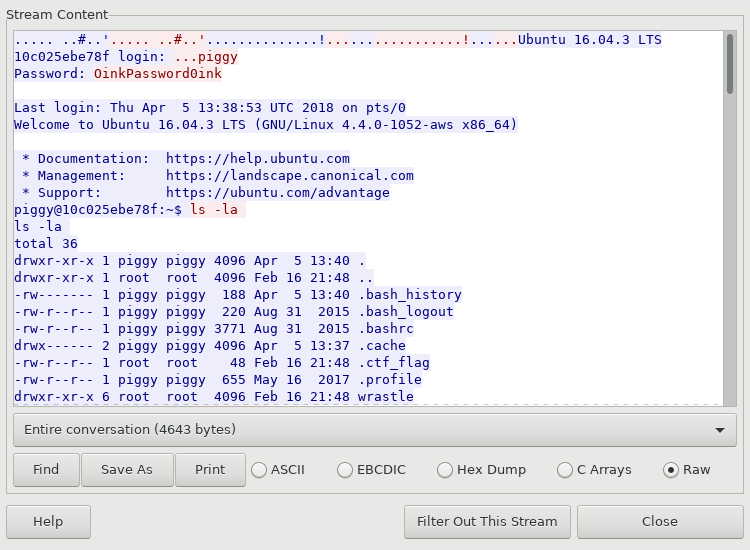 Stream Content
..... ..#..'..... ..#..'..............!...... ...........!......Ubuntu 16.04.3 LTS
10c025ebe78f login: ...piggy
Password: OinkPassword0ink
Last login: Thu Apr  5 13:38:53 UTC 2018 on pts/0
Welcome to Ubuntu 16.04.3 LTS (GNU/Linux 4.4.0-1052-aws x86_64)
 * Documentation:  https://help.ubuntu.com
 * Management:     https://landscape.canonical.com
 * Support:        https://ubuntu.com/advantage
piggy@10c025ebe78f:~$ ls -la
ls -la
total 36
drwxr-xr-x 1 piggy piggy 4096 Apr  5 13:40 .
drwxr-xr-x 1 root  root  4096 Feb 16 21:48 ..
-rw------- 1 piggy piggy  188 Apr  5 13:40 .bash_history
-rw-r--r-- 1 piggy piggy  220 Aug 31  2015 .bash_logout
-rw-r--r-- 1 piggy piggy 3771 Aug 31  2015 .bashrc
drwx------ 2 piggy piggy 4096 Apr  5 13:37 .cache
-rw-r--r-- 1 root  root    48 Feb 16 21:48 .ctf_flag
-rw-r--r-- 1 piggy piggy  655 May 16  2017 .profile
drwxr-xr-x 6 root  root  4096 Feb 16 21:48 wrastle
Entire conversation (4643 bytes)
Find Save As Print ASCII EBCDIC Hex Dump C Arrays Raw
Help Filter Out This Stream Close